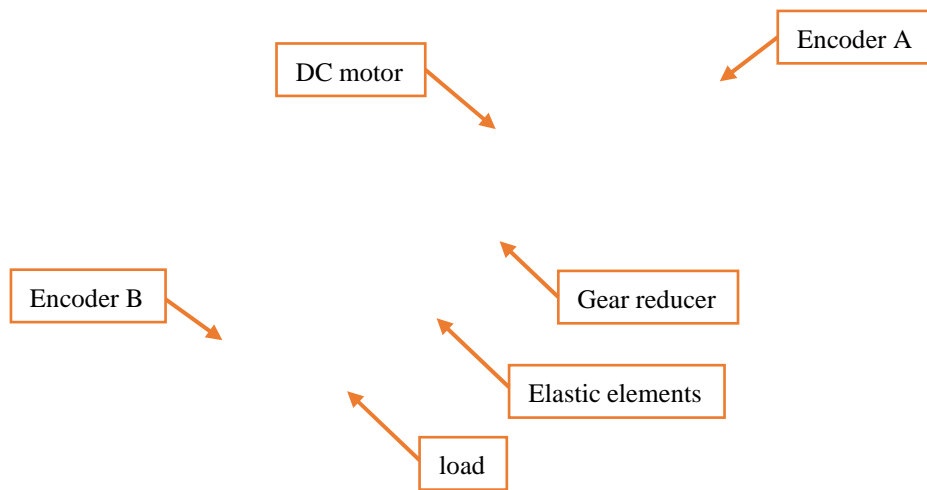 Encoder A
DC motor
Encoder B
Gear reducer
Elastic elements
load